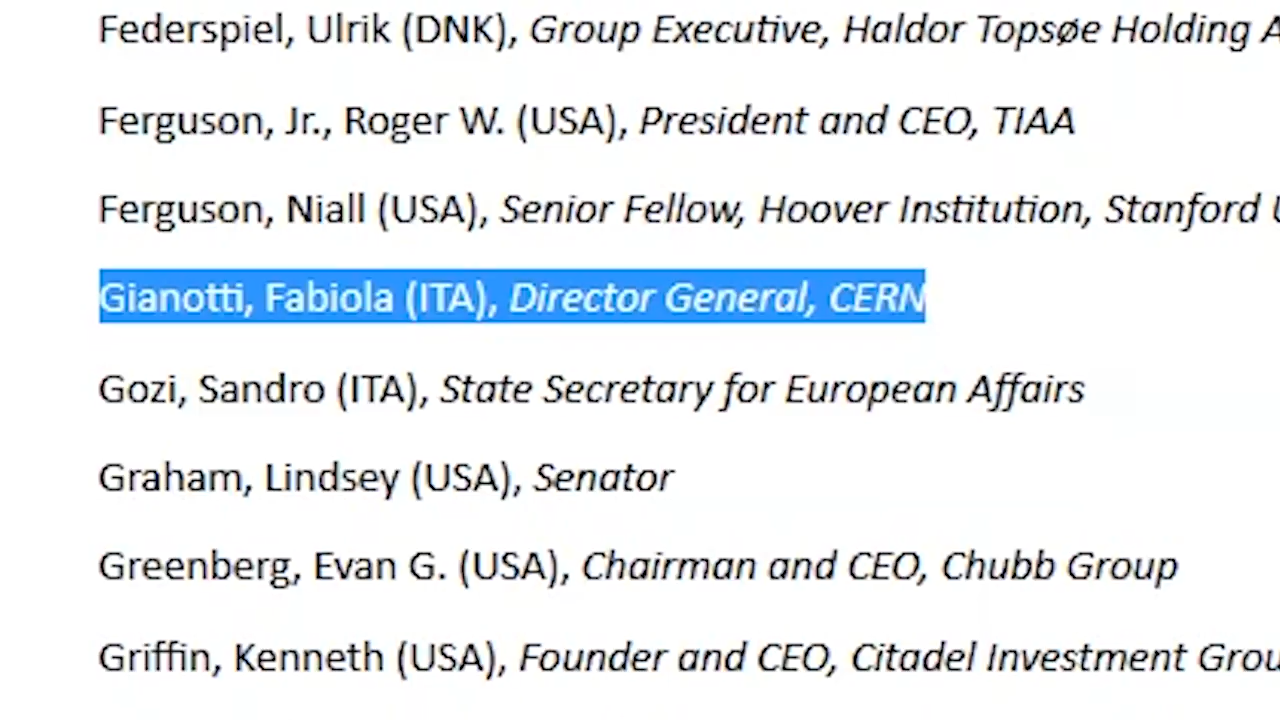 Federspiel, Ulrik (DNK), Group Executive, Haldor Topsøe Holding A
Ferguson, Jr., Roger W. (USA), President and CEO, TIAA
Ferguson, Niall (USA), Senior Fellow, Hoover Institution, Stanford
Gianotti, Fabiola (ITA), Director General, CERN
Gozi, Sandro (ITA), State Secretary for European Affairs
Graham, Lindsey (USA), Senator
Greenberg, Evan G. (USA), Chairman and CEO, Chubb Group
Griffin, Kenneth (USA), Founder and CEO, Citadel Investment Grou